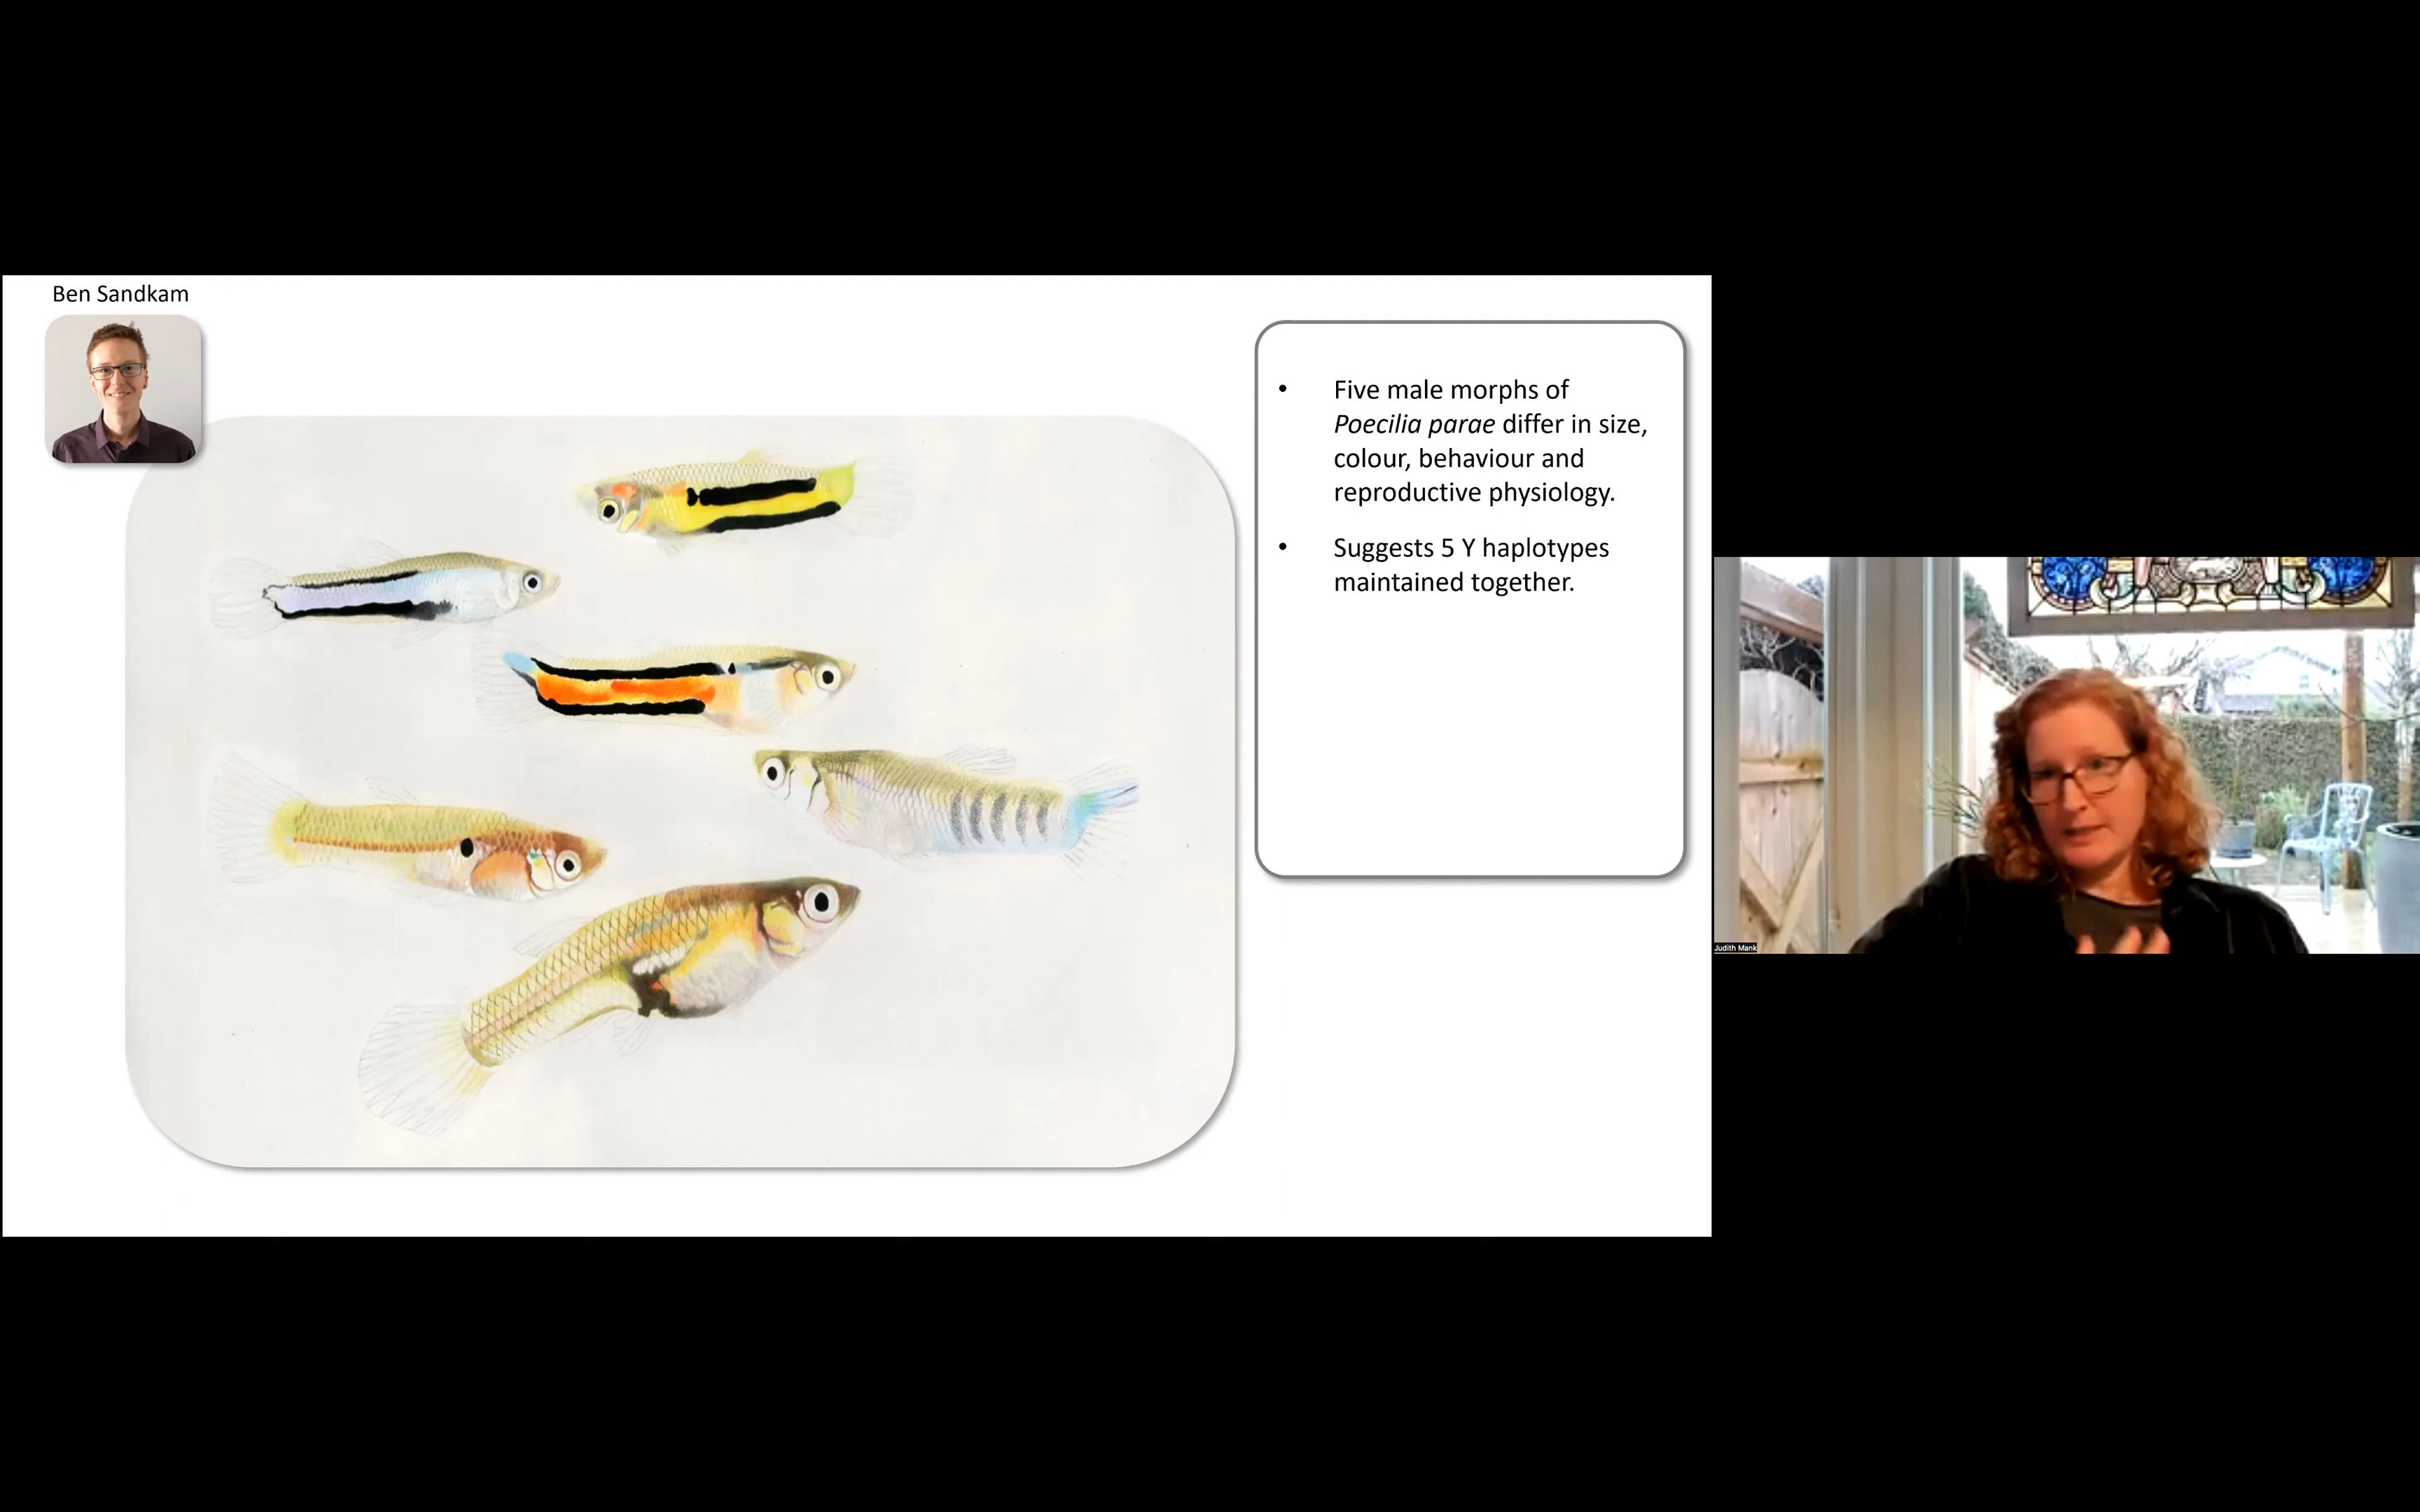 Ben Sandkam
• Five male morphs of
Poecilia parae differ in size,
colour, behaviour and
reproductive physiology.
• Suggests 5 Y haplotypes
maintained together.
Judith Mank